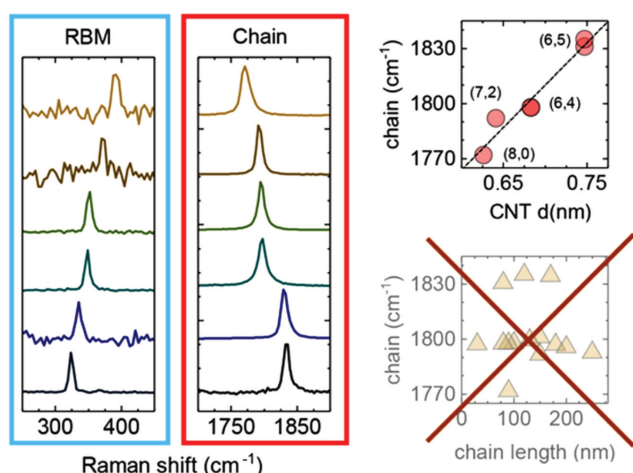 RBM
Chain
300
400
1750
1850
Raman shift (cm⁻¹)
chain (cm⁻¹)
1830
1800
1770
(6,5)
(7,2)
(6,4)
(8,0)
0.65
0.75
CNT d(nm)
chain (cm⁻¹)
1830
1800
1770
0
100
200
chain length (nm)